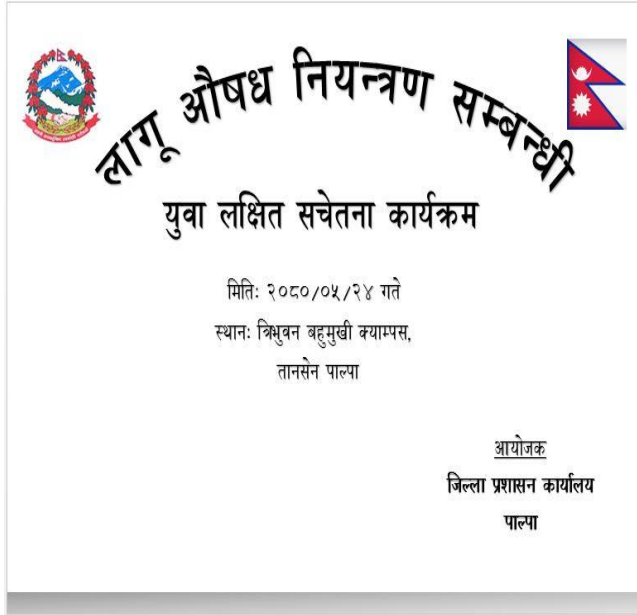 लागू औषध नियन्त्रण सम्बन्धी
युवा लक्षित सचेतना कार्यक्रम
मितिः २०८०/०५/२४ गते
स्थानः त्रिभुवन बहुमुखी क्याम्पस,
तानसेन पाल्पा
आयोजक
जिल्ला प्रशासन कार्यालय
पाल्पा